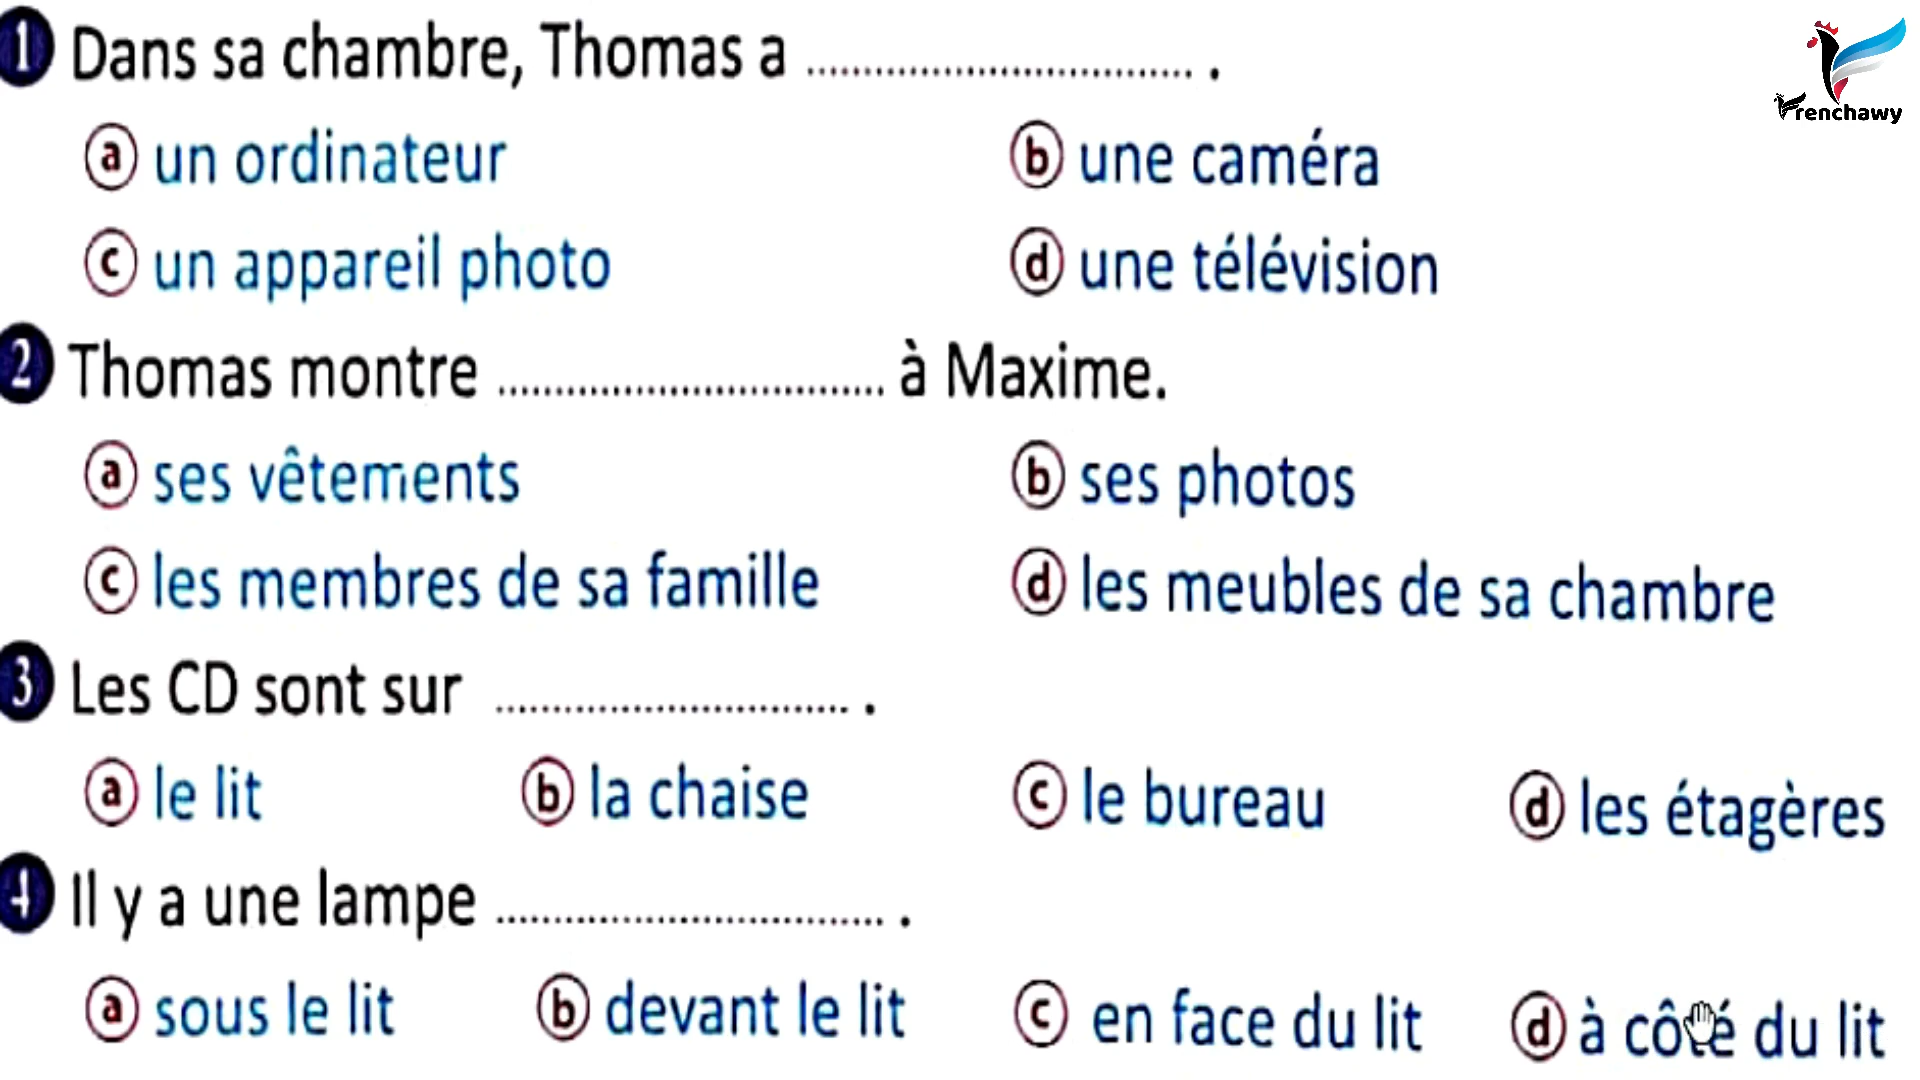 1 Dans sa chambre, Thomas a .................................. .
Frenchawy
a un ordinateur b une caméra
c un appareil photo d une télévision
2 Thomas montre .................................. à Maxime.
a ses vêtements b ses photos
c les membres de sa famille d les meubles de sa chambre
3 Les CD sont sur ............................... .
a le lit b la chaise c le bureau d les étagères
4 Il y a une lampe .................................. .
a sous le lit b devant le lit c en face du lit d à côté du lit